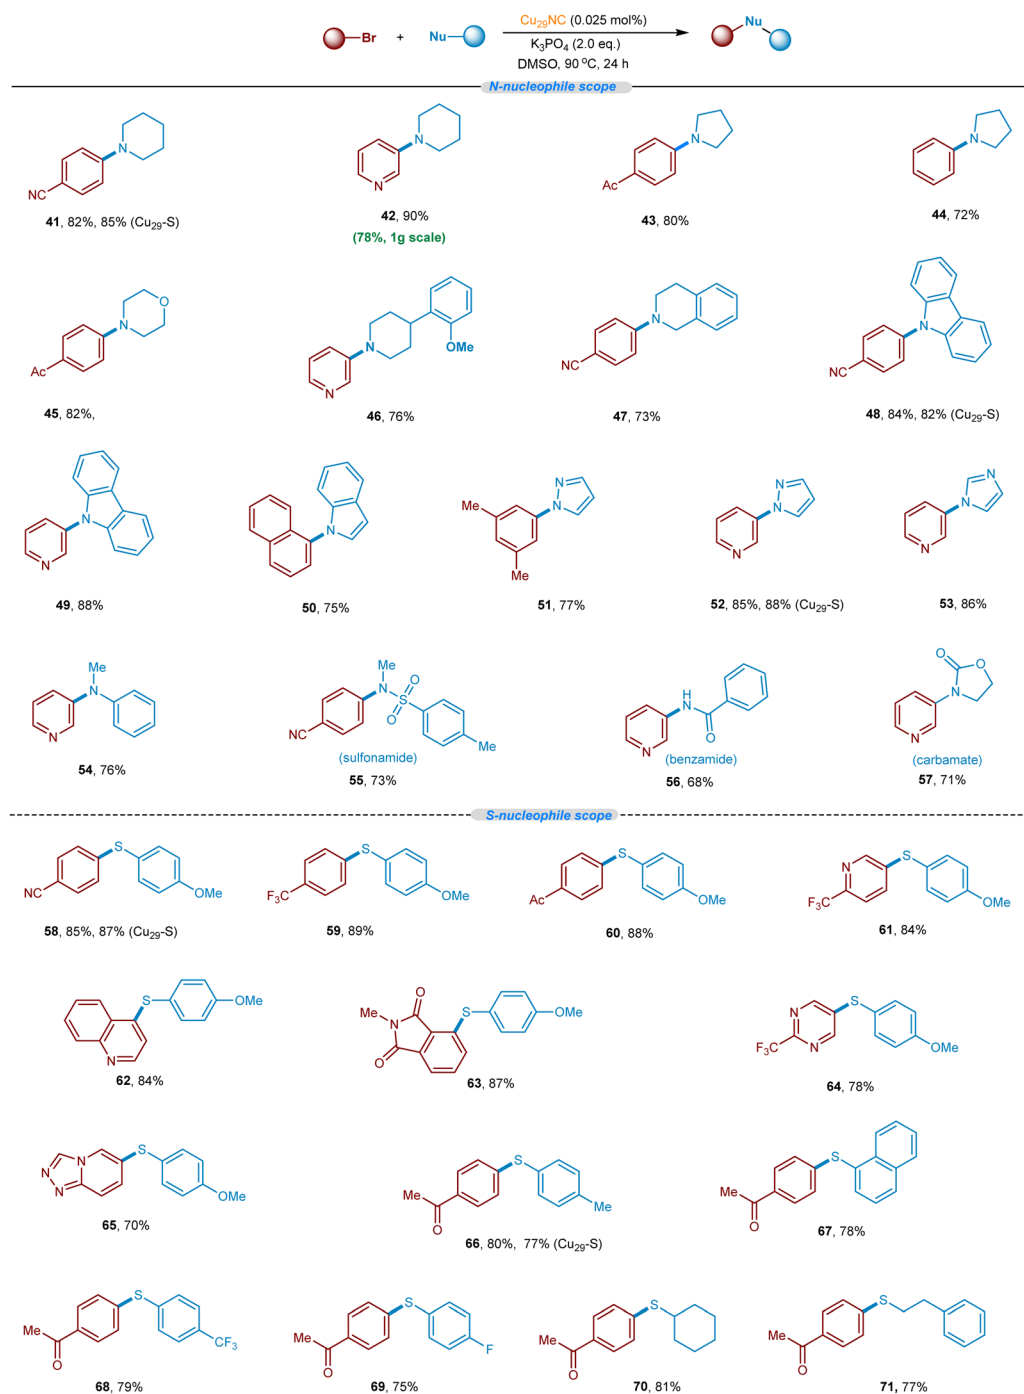 Cu29NC (0.025 mol%)
Br + Nu Nu
K3PO4 (2.0 eq.)
DMSO, 90 °C, 24 h
N-nucleophile scope
N NC
N N
N Ac
N
41, 82%, 85% (Cu29-S)
42, 90%
(78%, 1g scale)
43, 80%
44, 72%
O N Ac
N OMe N
N NC
N NC
45, 82%,
46, 76%
47, 73%
48, 84%, 82% (Cu29-S)
N N
N
Me N N Me
N N N
N N N
49, 88%
50, 75%
51, 77%
52, 85%, 88% (Cu29-S)
53, 86%
Me N N
Me N S O O NC Me
H N O N
O O N N
(sulfonamide)
(benzamide)
(carbamate)
54, 76%
55, 73%
56, 68%
57, 71%
S-nucleophile scope
S NC OMe
S F3C OMe
S Ac OMe
N S F3C OMe
58, 85%, 87% (Cu29-S)
59, 89%
60, 88%
61, 84%
S OMe N
O Me N S OMe O
N S F3C N OMe
62, 84%
63, 87%
64, 78%
N S N N OMe
S Me O Me
S Me O
65, 70%
66, 80%, 77% (Cu29-S)
67, 78%
S Me O CF3
S Me O F
S Me O
S Me O
68, 79%
69, 75%
70, 81%
71, 77%